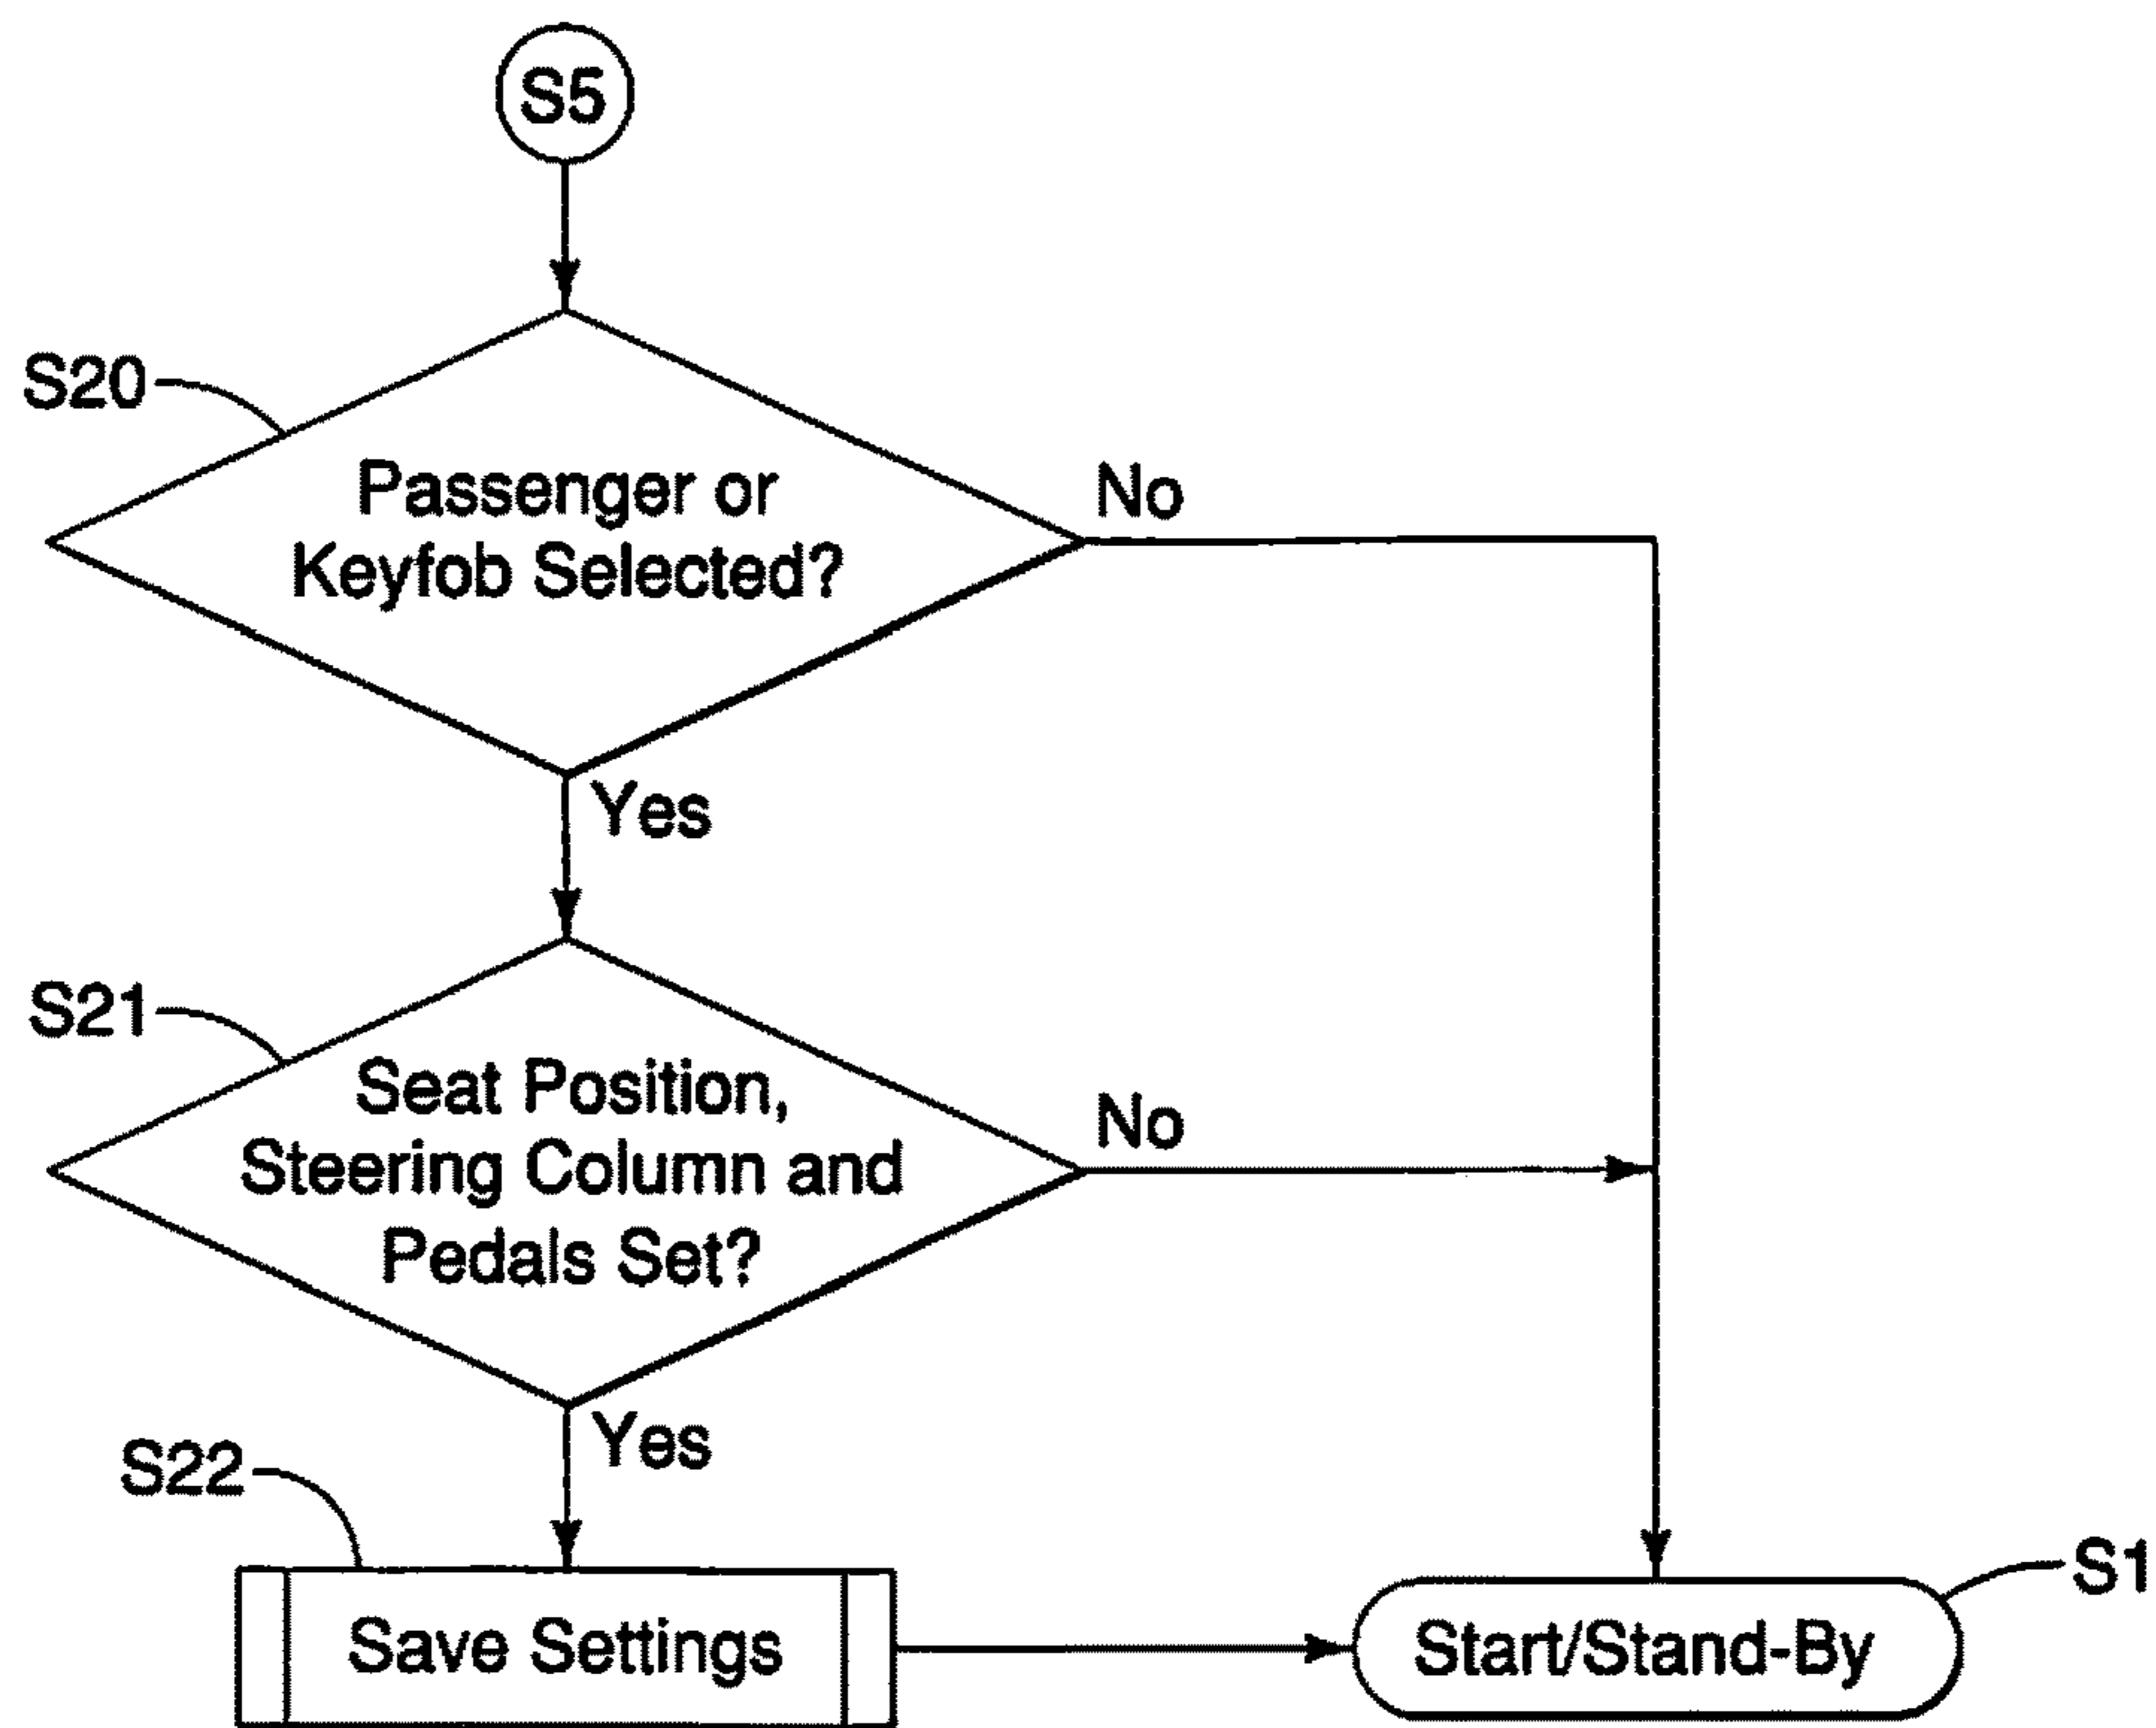 S5
S20
Passenger or
Keyfob Selected?
No
Yes
S21
Seat Position,
Steering Column and
Pedals Set?
No
Yes
S22
Save Settings
Start/Stand-By
S1